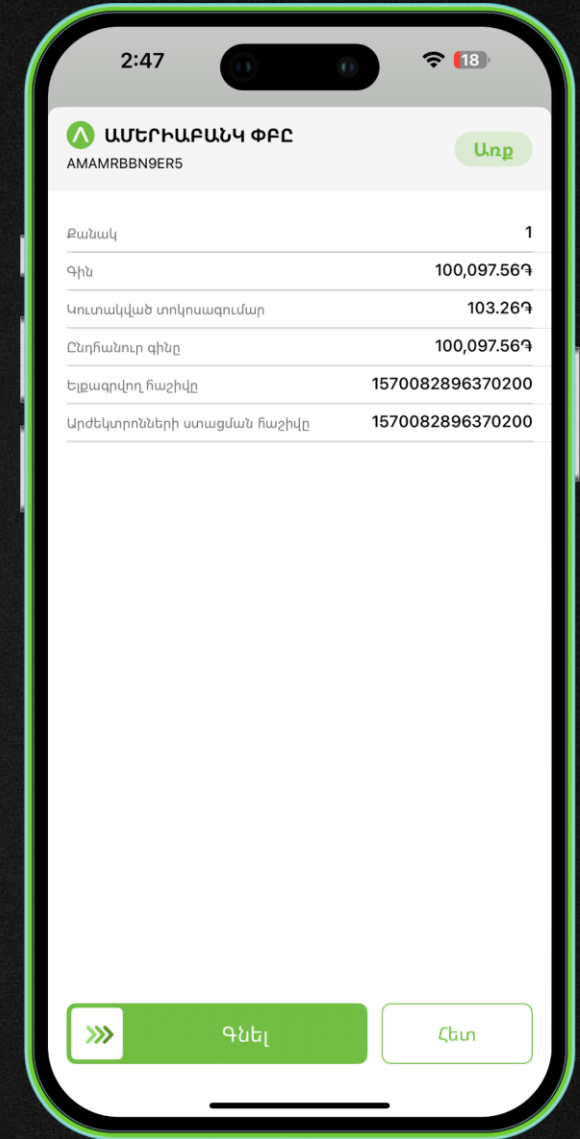 2:47
18
ԱՄԵՐԻԱԲԱՆԿ ՓԲԸ
AMAMRBBN9ER5
Առք
Քանակ 1
Գին 100,097.56֏
Կուտակված տոկոսագումար 103.26֏
Ընդհանուր գինը 100,097.56֏
Ելքագրվող հաշիվը 1570082896370200
Արժեկտրոնների ստացման հաշիվը 1570082896370200
Գնել
Հետ